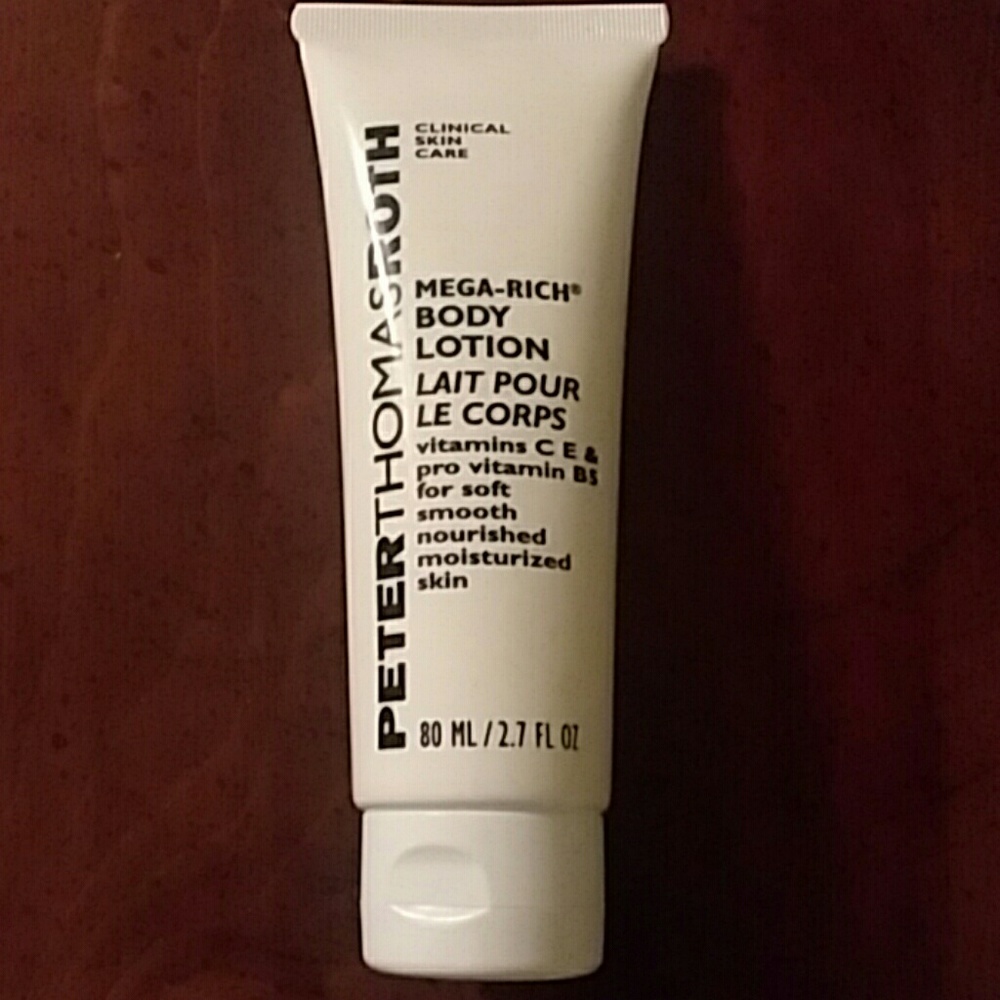 PETERTHOMASROTH
CLINICAL
SKIN
CARE
MEGA-RICH®
BODY
LOTION
LAIT POUR
LE CORPS
vitamins C E &
pro vitamin B5
for soft
smooth
nourished
moisturized
skin
80 ML / 2.7 FL OZ